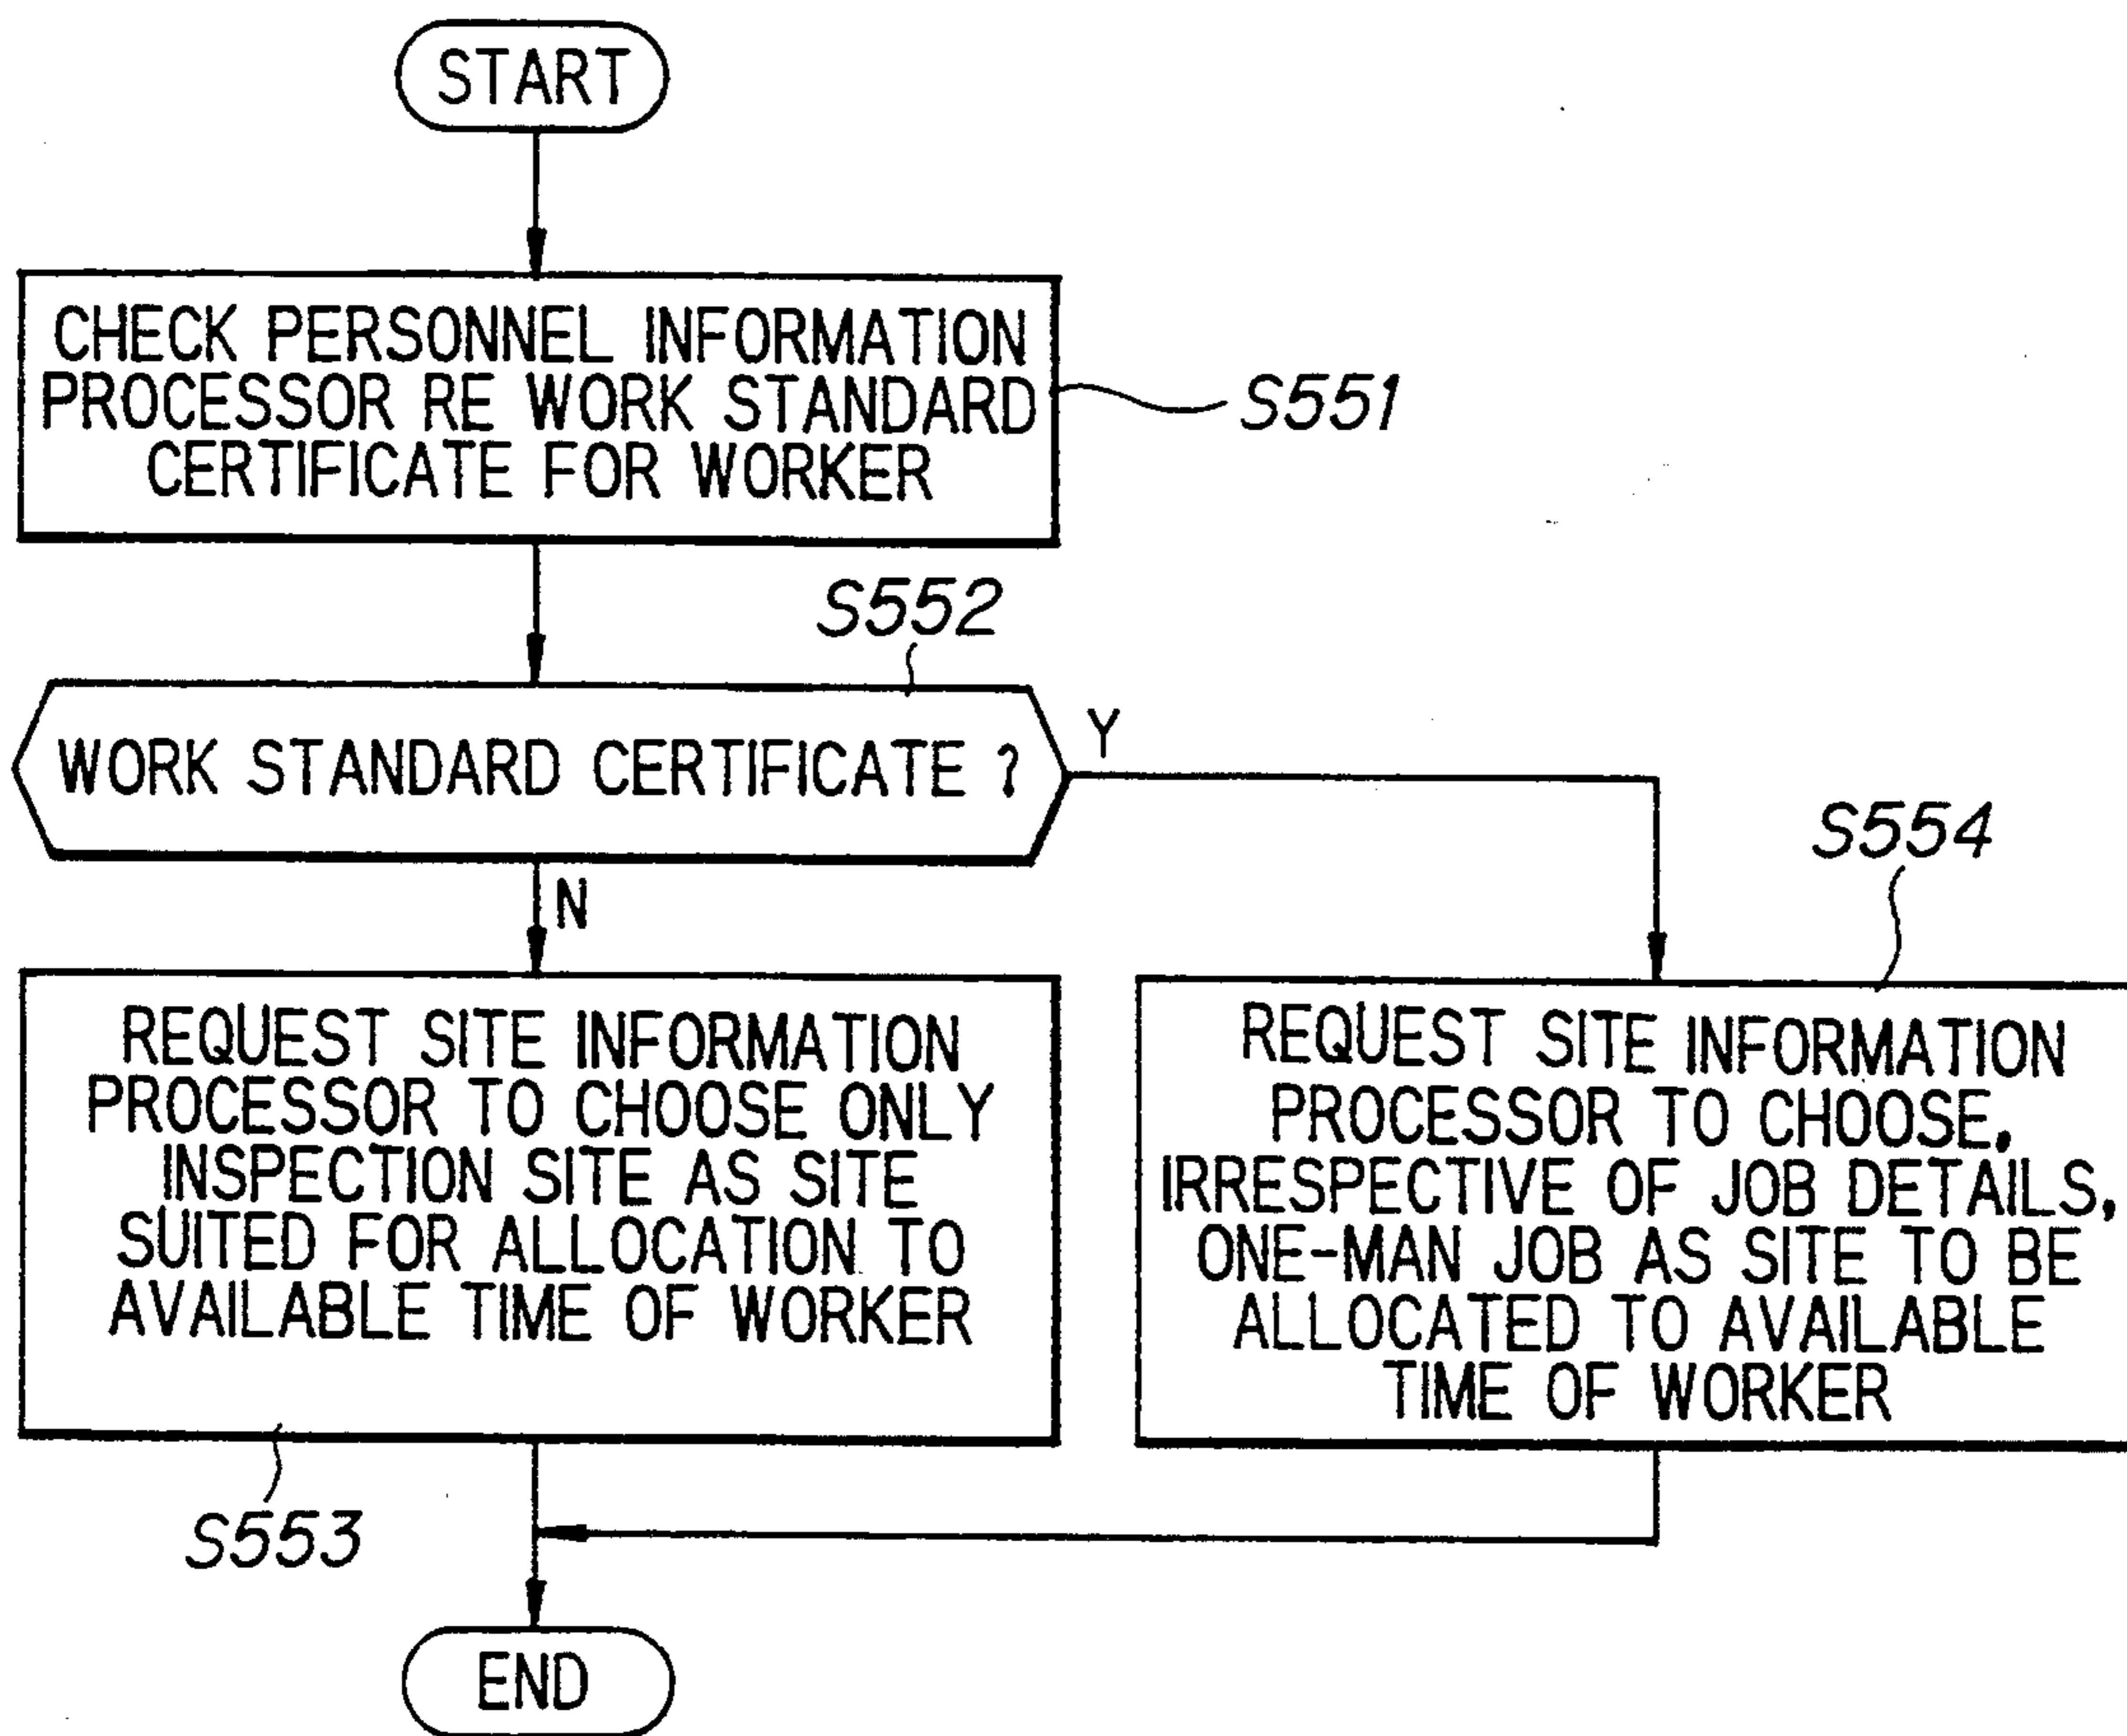 START
CHECK PERSONNEL INFORMATION
PROCESSOR RE WORK STANDARD
CERTIFICATE FOR WORKER
S551
S552
WORK STANDARD CERTIFICATE ?
Y
N
S554
REQUEST SITE INFORMATION
PROCESSOR TO CHOOSE ONLY
INSPECTION SITE AS SITE
SUITED FOR ALLOCATION TO
AVAILABLE TIME OF WORKER
S553
REQUEST SITE INFORMATION
PROCESSOR TO CHOOSE,
IRRESPECTIVE OF JOB DETAILS,
ONE-MAN JOB AS SITE TO BE
ALLOCATED TO AVAILABLE
TIME OF WORKER
END